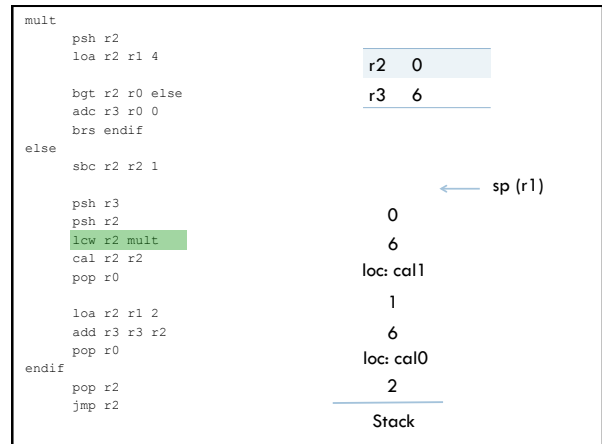 mult
psh r2
loa r2 r1 4
bgt r2 r0 else
adc r3 r0 0
brs endif
else
sbc r2 r2 1
psh r3
psh r2
lcw r2 mult
cal r2 r2
pop r0
loa r2 r1 2
add r3 r3 r2
pop r0
endif
pop r2
jmp r2
r2 0
r3 6
sp (r1)
0
6
loc: cal1
1
6
loc: cal0
2
Stack